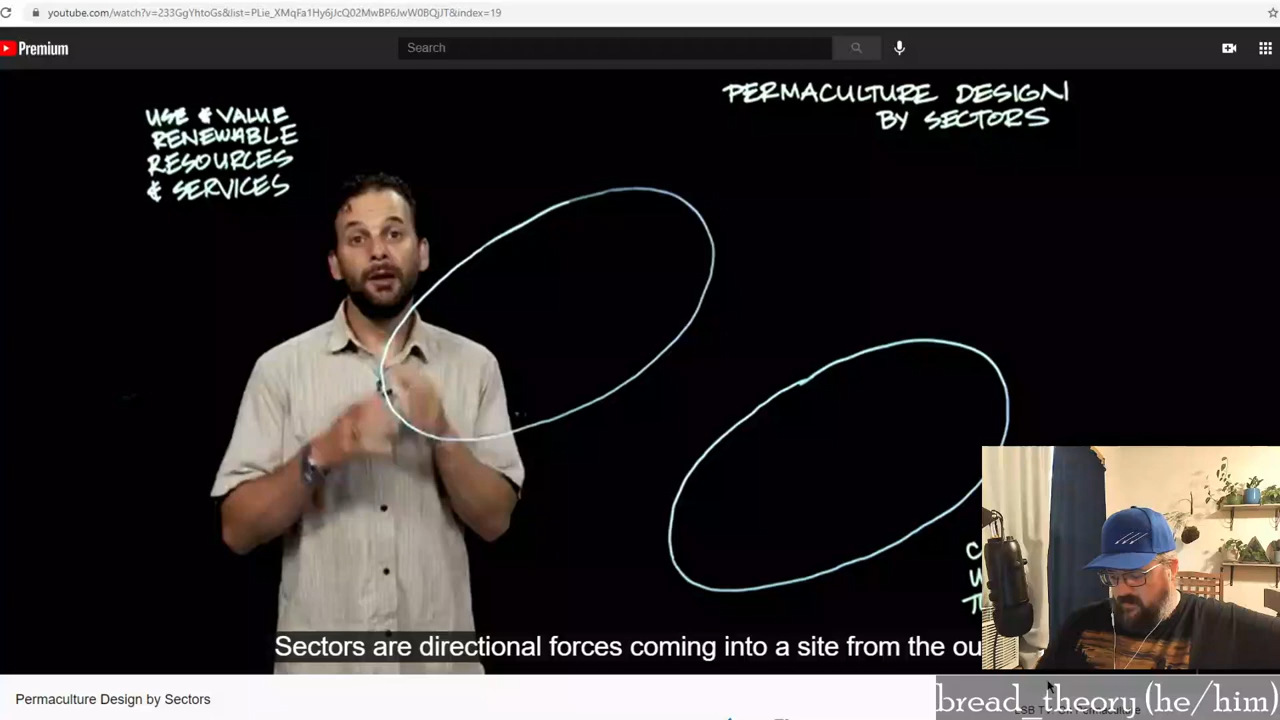 youtube.com/watch?v=233GgYhtoGs&list=PLie_XMqFa1Hy6jJcQ02MwBP6JwW0BQjJT&index=19
Premium
Search
USE & VALUE
RENEWABLE
RESOURCES
& SERVICES
PERMACULTURE DESIGN
BY SECTORS
Sectors are directional forces coming into a site from the ou
Permaculture Design by Sectors
bread_theory (he/him)